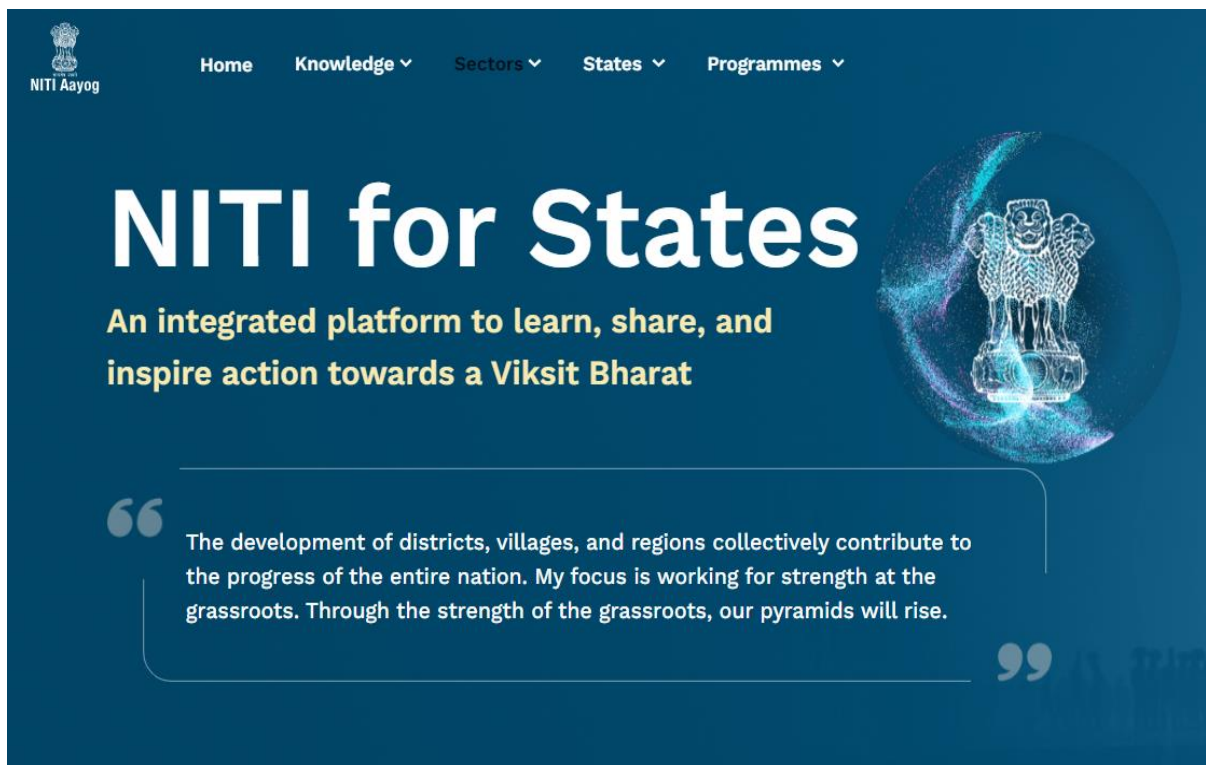 NITI Aayog
Home Knowledge Sectors States Programmes
NITI for States
An integrated platform to learn, share, and
inspire action towards a Viksit Bharat
“
The development of districts, villages, and regions collectively contribute to
the progress of the entire nation. My focus is working for strength at the
grassroots. Through the strength of the grassroots, our pyramids will rise.
”